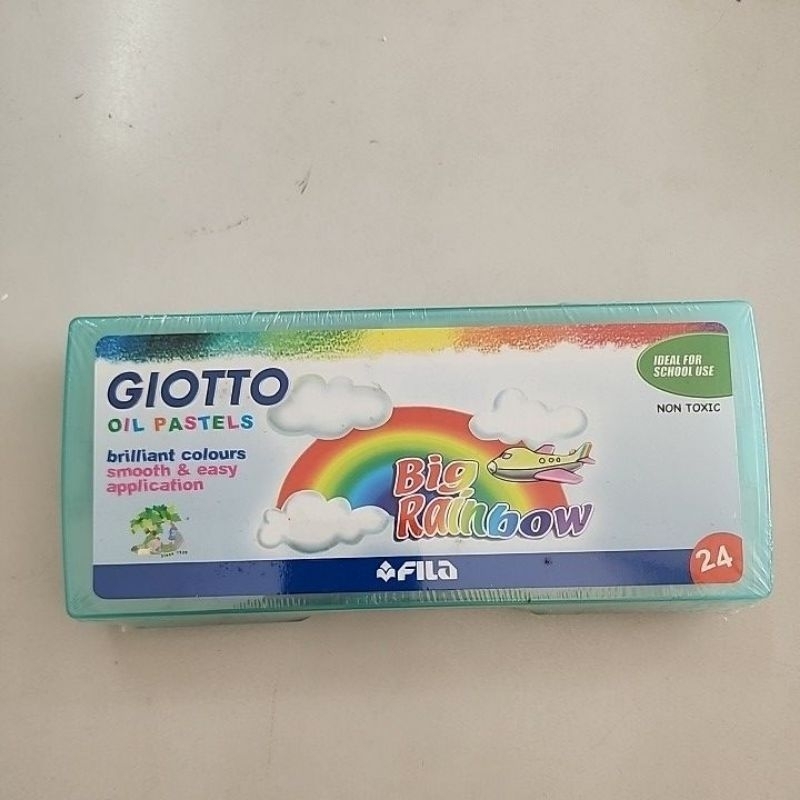 GIOTTO
OIL PASTELS
brilliant colours
smooth & easy
application
IDEAL FOR
SCHOOL USE
NON TOXIC
Big
Rainbow
FILA
24